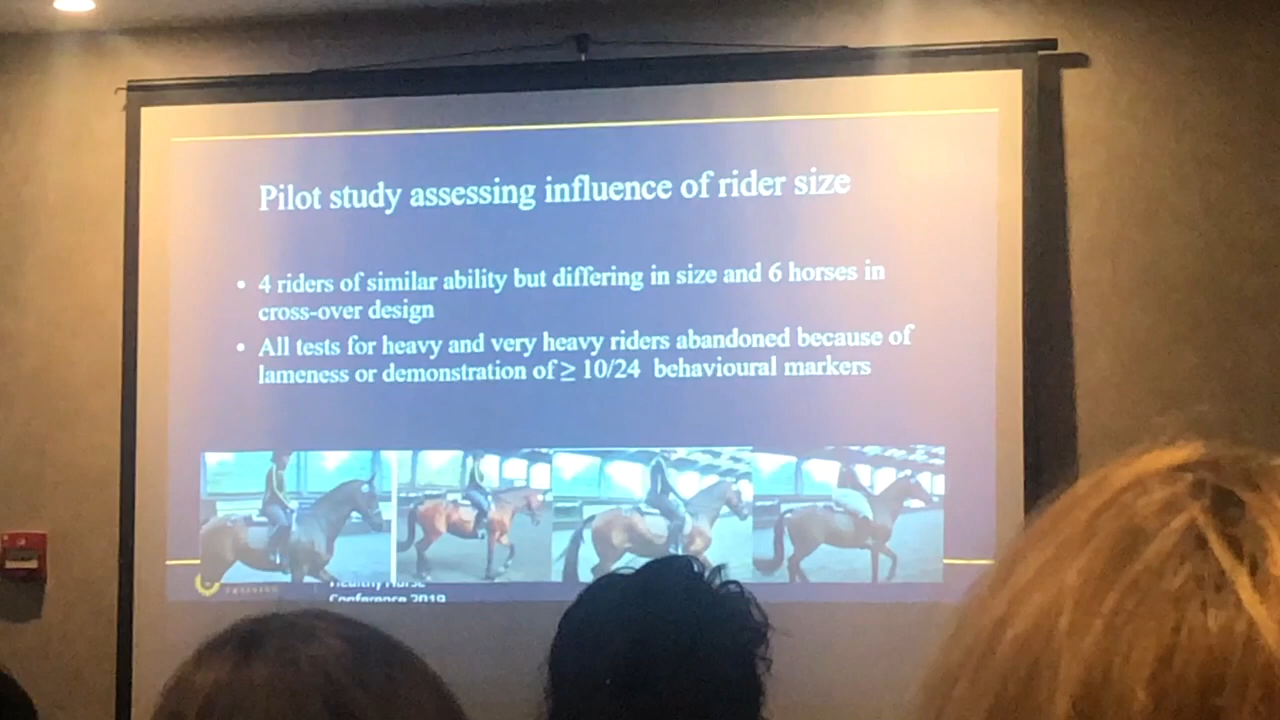 Pilot study assessing influence of rider size
• 4 riders of similar ability but differing in size and 6 horses in
cross-over design
• All tests for heavy and very heavy riders abandoned because of
lameness or demonstration of ≥ 10/24 behavioural markers
Healthy Horse
Conference 2019